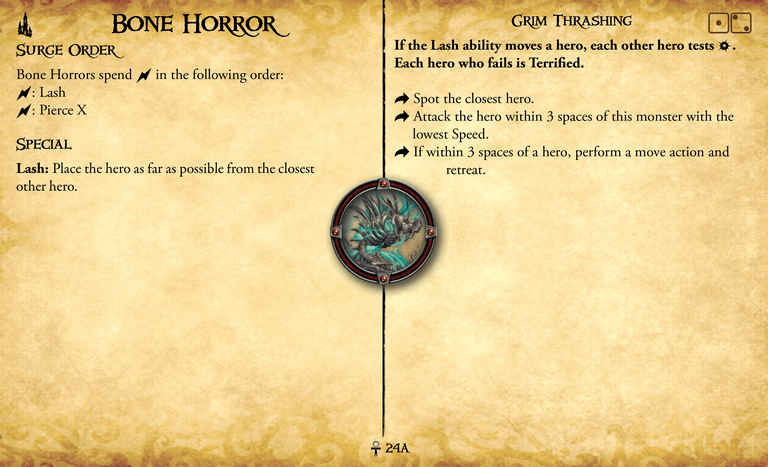 Bone Horror
Surge Order
Bone Horrors spend in the following order:
: Lash
: Pierce X
Special
Lash: Place the hero as far as possible from the closest
other hero.
Grim Thrashing
If the Lash ability moves a hero, each other hero tests .
Each hero who fails is Terrified.
Spot the closest hero.
Attack the hero within 3 spaces of this monster with the
lowest Speed.
If within 3 spaces of a hero, perform a move action and
retreat.
24A